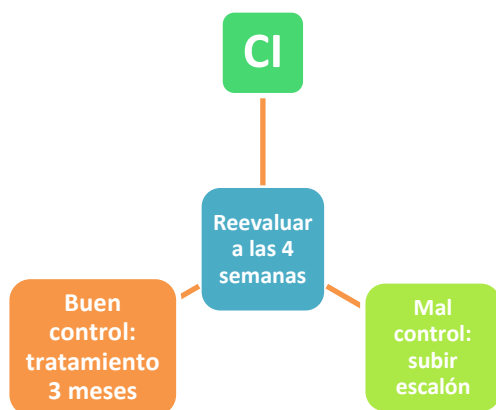 CI
Reevaluar
a las 4
semanas
Buen
control:
tratamiento
3 meses
Mal
control:
subir
escalón